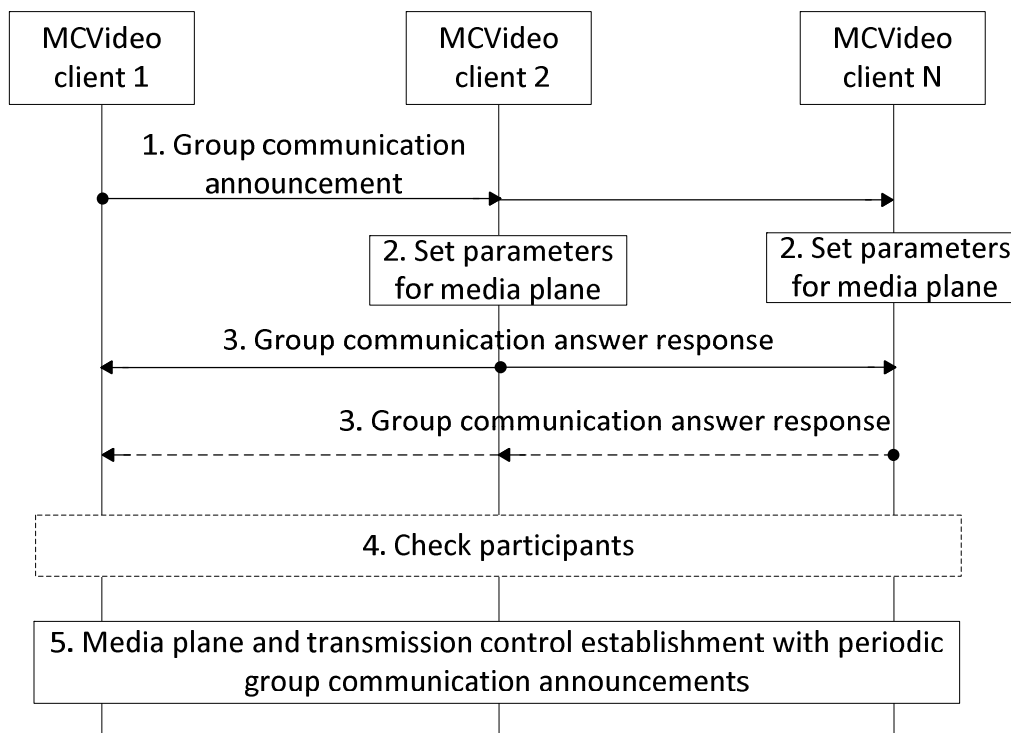 MCVideo
client 1
MCVideo
client 2
MCVideo
client N
1. Group communication
announcement
2. Set parameters
for media plane
2. Set parameters
for media plane
3. Group communication answer response
3. Group communication answer response
4. Check participants
5. Media plane and transmission control establishment with periodic
group communication announcements